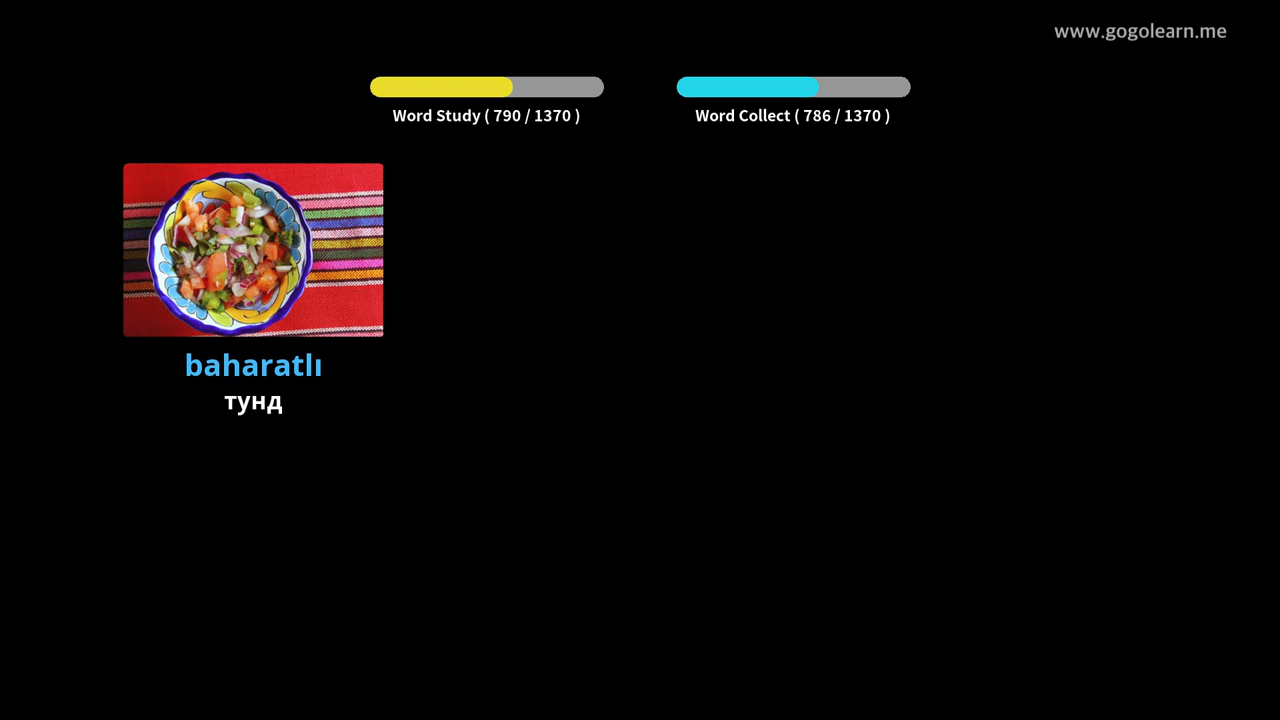 www.gogolearn.me
Word Study ( 790 / 1370 )
Word Collect ( 786 / 1370 )
baharatlı
тунд